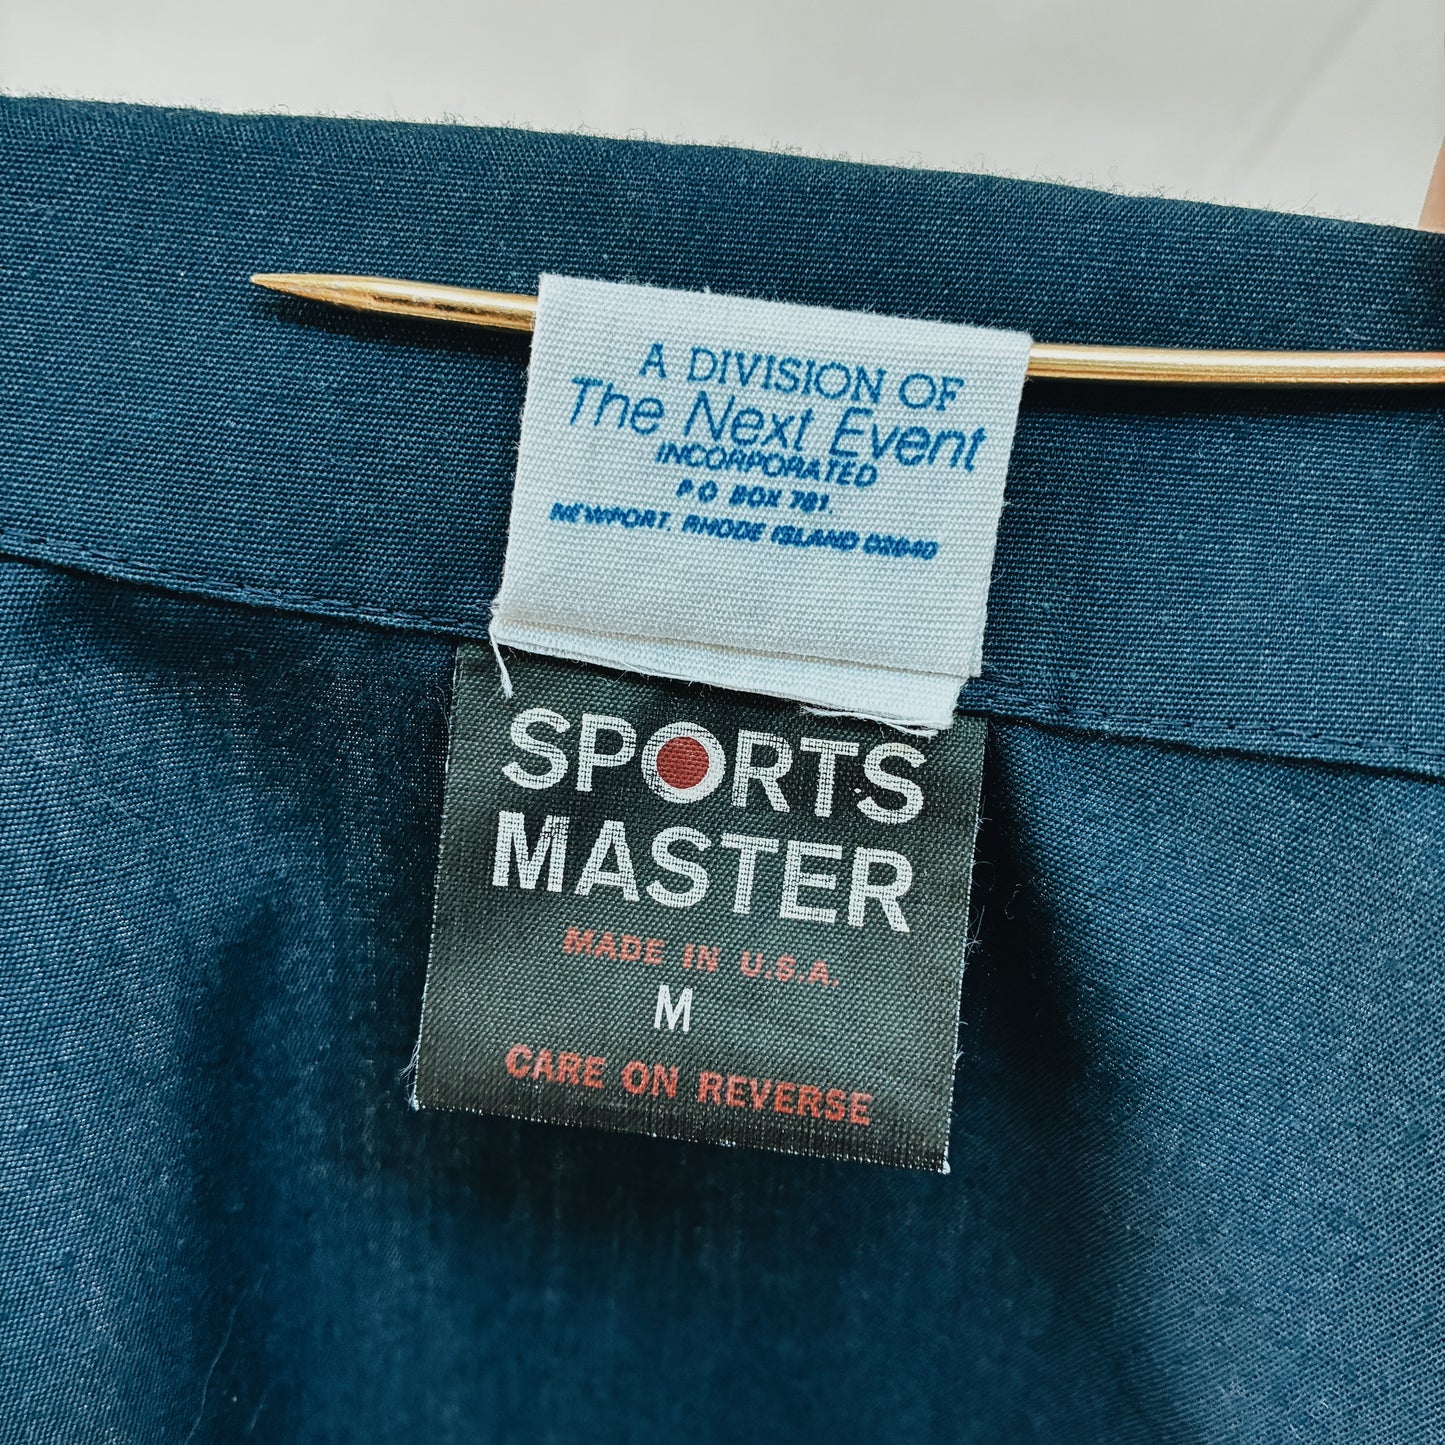 A DIVISION OF
The Next Event
INCORPORATED
P.O. BOX 781.
NEWPORT, RHODE ISLAND 02840
SPORTS
MASTER
MADE IN U.S.A.
M
CARE ON REVERSE